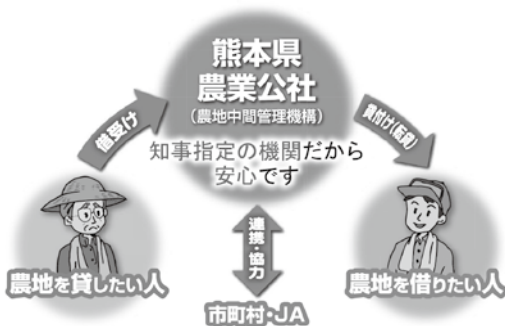 熊本県
農業公社
(農地中間管理機構)
知事指定の機関だから
安心です
借受け
貸付け(転貸)
連携・協力
農地を貸したい人
農地を借りたい人
市町村・JA